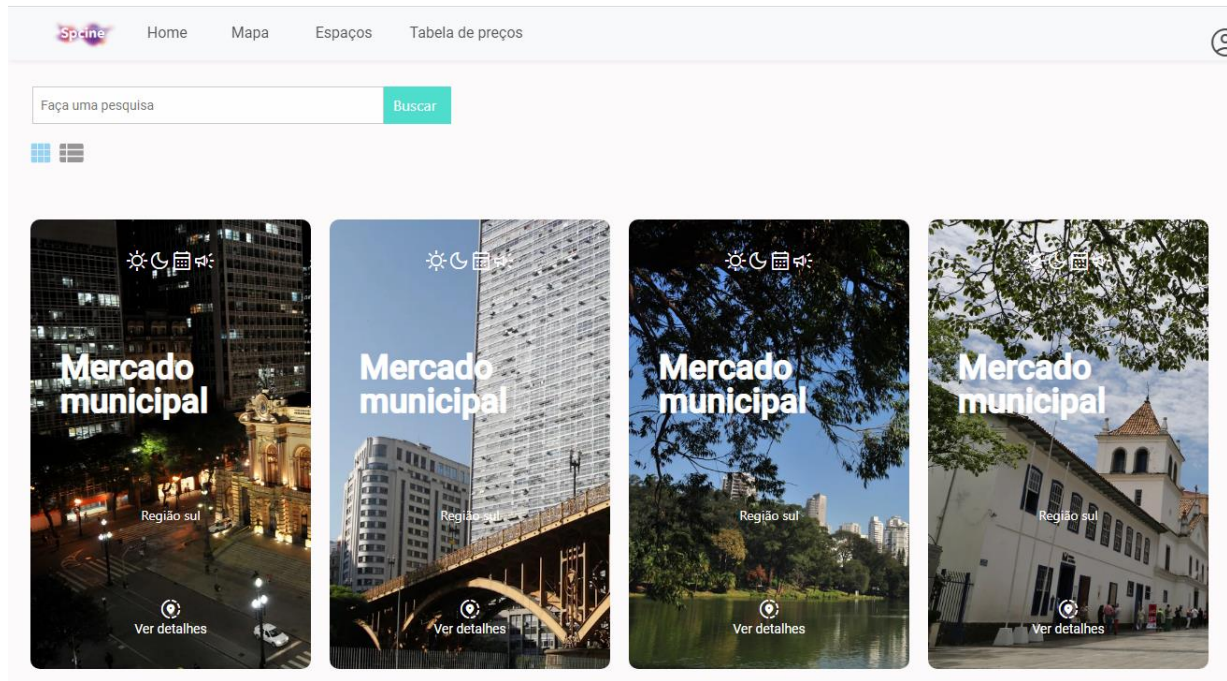 Spcine
Home
Mapa
Espaços
Tabela de preços
Faça uma pesquisa
Buscar
Mercado
municipal
Região sul
Ver detalhes
Mercado
municipal
Região sul
Ver detalhes
Mercado
municipal
Região sul
Ver detalhes
Mercado
municipal
Região sul
Ver detalhes